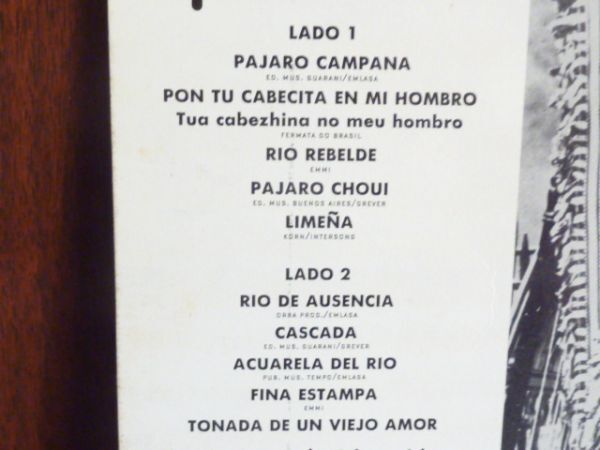 LADO 1
PAJARO CAMPANA
ED. MUS. GUARANI/EMLASA
PON TU CABECITA EN MI HOMBRO
Tua cabezhina no meu hombro
FERMATA DO BRASIL
RIO REBELDE
EMMI
PAJARO CHOUI
ED. MUS. BUENOS AIRES/GREVER
LIMEÑA
KORN/INTERSONG
LADO 2
RIO DE AUSENCIA
ORBA PROD./EMLASA
CASCADA
ED. MUS. GUARANI/GREVER
ACUARELA DEL RIO
PUB. MUS. TEMPO/EMLASA
FINA ESTAMPA
EMMI
TONADA DE UN VIEJO AMOR